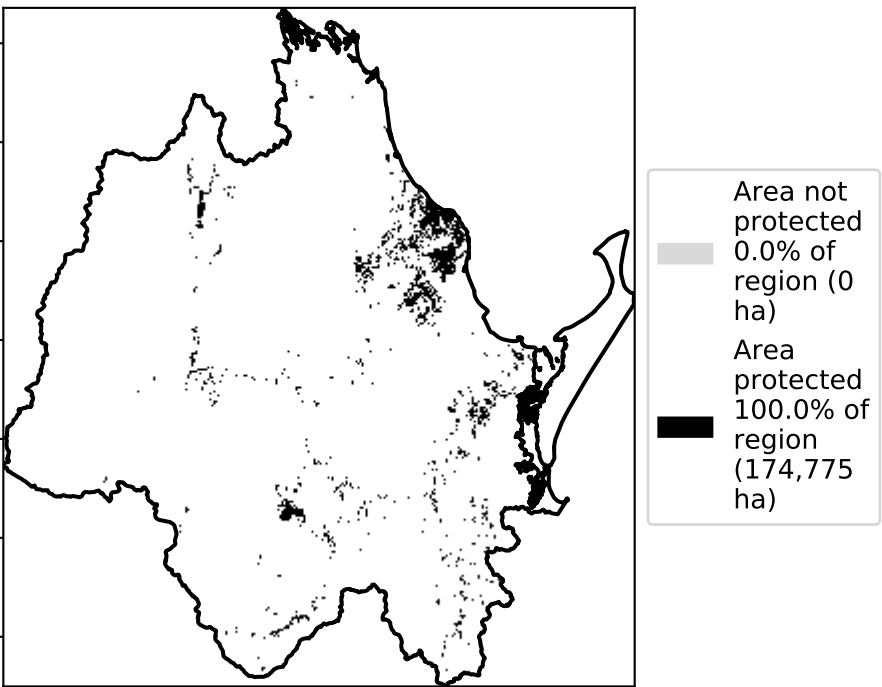 Area not
protected
0.0% of
region (0
ha)
Area
protected
100.0% of
region
(174,775
ha)